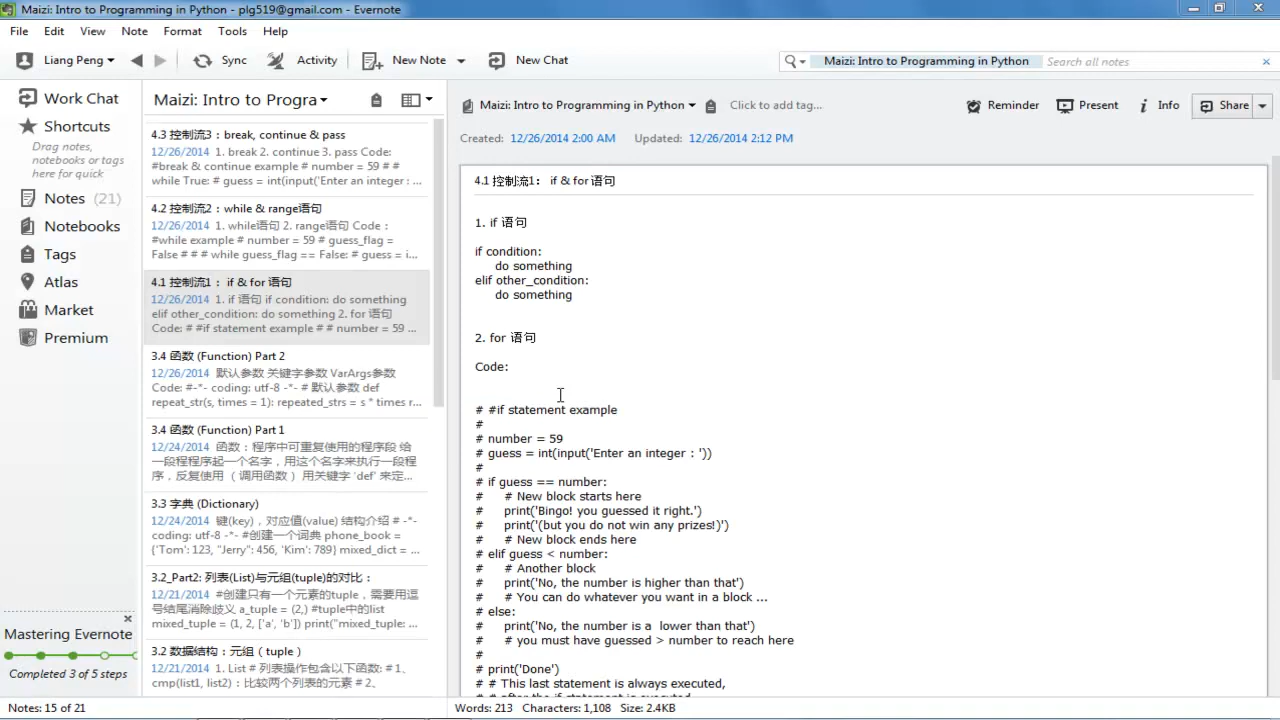 Maizi: Intro to Programming in Python - plg519@gmail.com - Evernote
File Edit View Note Format Tools Help
Liang Peng Sync Activity New Note New Chat
Maizi: Intro to Programming in Python Search all notes
Work Chat
Shortcuts
Drag notes,
notebooks or tags
here for quick
Notes (21)
Notebooks
Tags
Atlas
Market
Premium
Mastering Evernote
Completed 3 of 5 steps
Maizi: Intro to Progra
4.3 控制流3：break, continue & pass
12/26/2014 1. break 2. continue 3. pass Code:
#break & continue example # number = 59 # #
while True: # guess = int(input('Enter an integer : '...
4.2 控制流2：while & range语句
12/26/2014 1. while语句 2. range语句 Code：
#while example # number = 59 # guess_flag =
False # # # while guess_flag == False: # guess = i...
4.1 控制流1： if & for 语句
12/26/2014 1. if 语句 if condition: do something
elif other_condition: do something 2. for 语句
Code: # #if statement example # # number = 59 ...
3.4 函数 (Function) Part 2
12/26/2014 默认参数 关键字参数 VarArgs参数
Code: #-*- coding: utf-8 -*- # 默认参数 def
repeat_str(s, times = 1): repeated_strs = s * times r...
3.4 函数 (Function) Part 1
12/24/2014 函数：程序中可重复使用的程序段 给
一段程程序起一个名字，用这个名字来执行一段程
序，反复使用 （调用函数） 用关键字 'def' 来定...
3.3 字典 (Dictionary)
12/24/2014 键(key)，对应值(value) 结构介绍 # -*-
coding: utf-8 -*- #创建一个词典 phone_book =
{'Tom': 123, "Jerry": 456, 'Kim': 789} mixed_dict = ...
3.2_Part2: 列表(List)与元组(tuple)的对比：
12/21/2014 #创建只有一个元素的tuple，需要用逗
号结尾消除歧义 a_tuple = (2,) #tuple中的list
mixed_tuple = (1, 2, ['a', 'b']) print("mixed_tuple: ...
3.2 数据结构：元组（tuple）
12/21/2014 1. List # 列表操作包含以下函数: # 1、
cmp(list1, list2)：比较两个列表的元素 # 2、
Maizi: Intro to Programming in Python Click to add tag... Reminder Present Info Share
Created: 12/26/2014 2:00 AM Updated: 12/26/2014 2:12 PM
4.1 控制流1： if & for 语句
1. if 语句
if condition:
do something
elif other_condition:
do something
2. for 语句
Code:
# #if statement example
#
# number = 59
# guess = int(input('Enter an integer : '))
#
# if guess == number:
# # New block starts here
# print('Bingo! you guessed it right.')
# print('(but you do not win any prizes!)')
# # New block ends here
# elif guess < number:
# # Another block
# print('No, the number is higher than that')
# # You can do whatever you want in a block ...
# else:
# print('No, the number is a lower than that')
# # you must have guessed > number to reach here
#
# print('Done')
# # This last statement is always executed,
# # after the if statement is executed
Notes: 15 of 21
Words: 213 Characters: 1,108 Size: 2.4KB